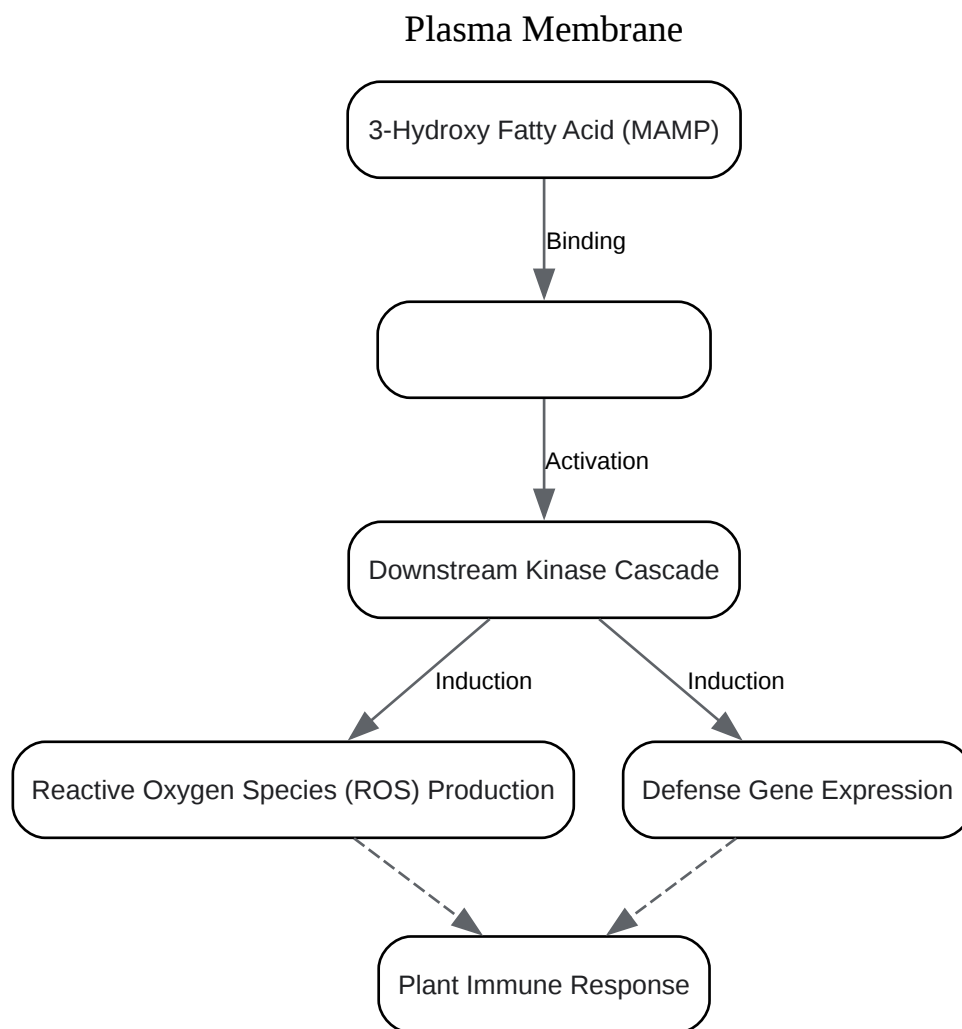 Plasma Membrane
3-Hydroxy Fatty Acid (MAMP)
Binding
Activation
Downstream Kinase Cascade
Induction
Induction
Reactive Oxygen Species (ROS) Production
Defense Gene Expression
Plant Immune Response